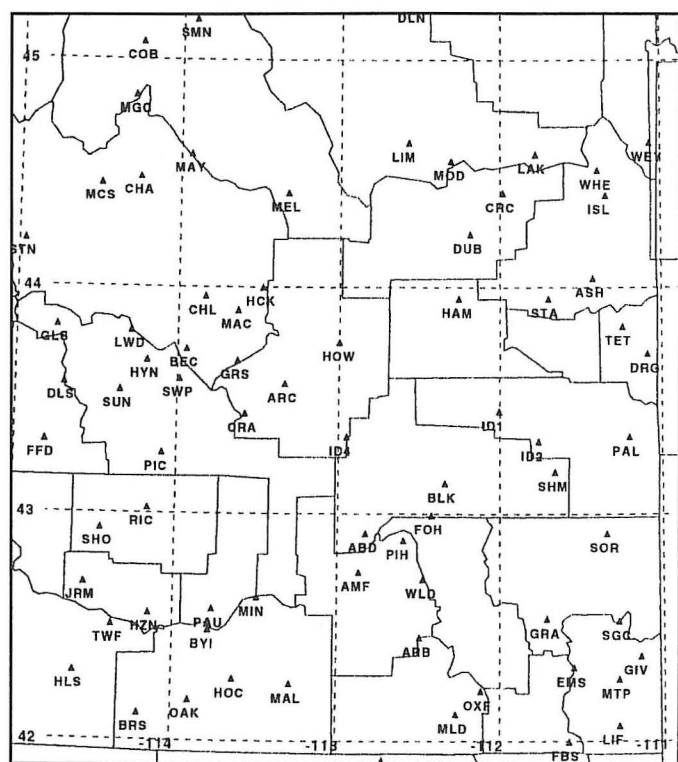 SMN DLN
45
COB
MGC
MAY LIM MOD LAK WHE WEY
MCS CHA MEL CRC ISL
STN DUB
44
CHL MAC HCK HAM STA ASH
GLS LWD TET
HYN BEC GRS HOW DRG
DLS SUN SWP ARC
CRA ID4 ID1
FFD PIC ID2 PAL
BLK SHM
43
RIC FOH
SHO ABD PIH SOR
JRM AMF WLD
HZN PAU MIN
TWF BYI GRA SGC
HLS ABB EMS GIV
HOC MAL MTP
BRS OAK OXF
MLD LIF
42
-114 -113 -112 -111
FBS